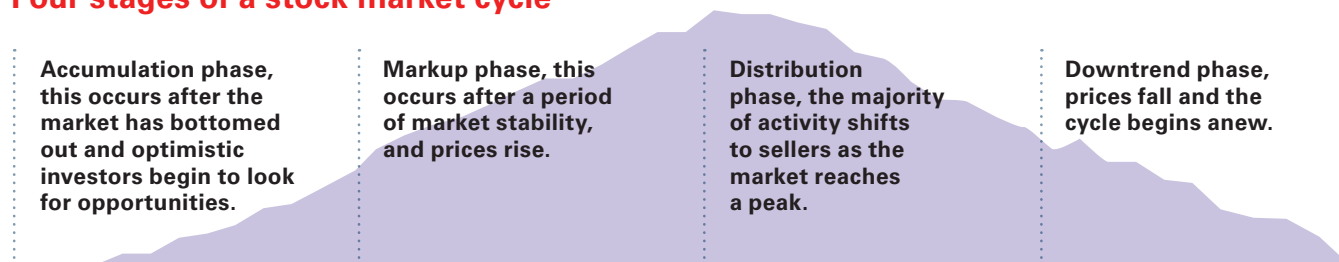 Four stages of a stock market cycle
Accumulation phase,
this occurs after the
market has bottomed
out and optimistic
investors begin to look
for opportunities.
Markup phase, this
occurs after a period
of market stability,
and prices rise.
Distribution
phase, the majority
of activity shifts
to sellers as the
market reaches
a peak.
Downtrend phase,
prices fall and the
cycle begins anew.